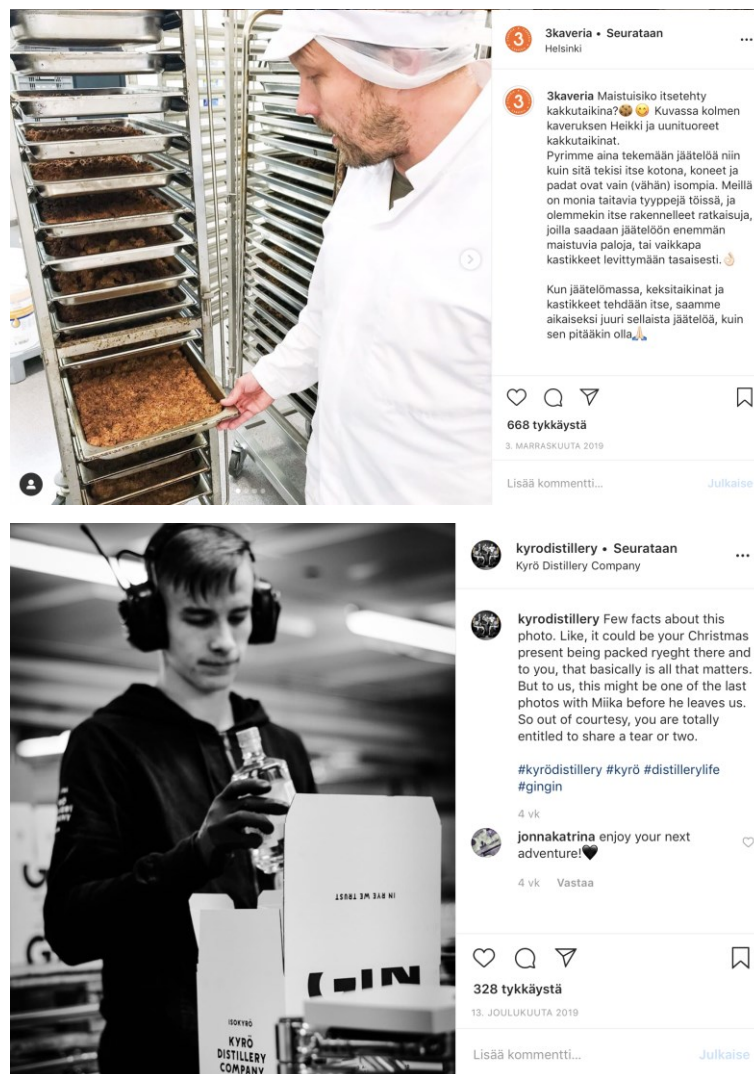 3
3kaveria • Seurataan
Helsinki
3
3kaveria Maistuisiko itsetehty
kakkutaikina?🍪😋 Kuvassa kolmen
kaveruksen Heikki ja uunituoreet
kakkutaikinat.
Pyrimme aina tekemään jäätelöä niin
kuin sitä tekisi itse kotona, koneet ja
padat ovat vain (vähän) isompia. Meillä
on monia taitavia tyyppejä töissä, ja
olemmekin itse rakennelleet ratkaisuja,
joilla saadaan jäätelöön enemmän
maistuvia paloja, tai vaikkapa
kastikkeet levittymään tasaisesti.👌🏻
Kun jäätelömassa, keksitaikinat ja
kastikkeet tehdään itse, saamme
aikaiseksi juuri sellaista jäätelöä, kuin
sen pitääkin olla🙏🏻
668 tykkäystä
3. MARRASKUUTA 2019
Lisää kommentti...
Julkaise
kyrodistillery • Seurataan
Kyrö Distillery Company
kyrodistillery Few facts about this
photo. Like, it could be your Christmas
present being packed ryeght there and
to you, that basically is all that matters.
But to us, this might be one of the last
photos with Miika before he leaves us.
So out of courtesy, you are totally
entitled to share a tear or two.
#kyrödistillery #kyrö #distillerylife
#gingin
4 vk
jonnakatrina enjoy your next
adventure!🖤
4 vk Vastaa
328 tykkäystä
13. JOULUKUUTA 2019
Lisää kommentti...
Julkaise
IN RYE WE TRUST
GIN
ISOKYRÖ
KYRÖ
DISTILLERY
COMPANY